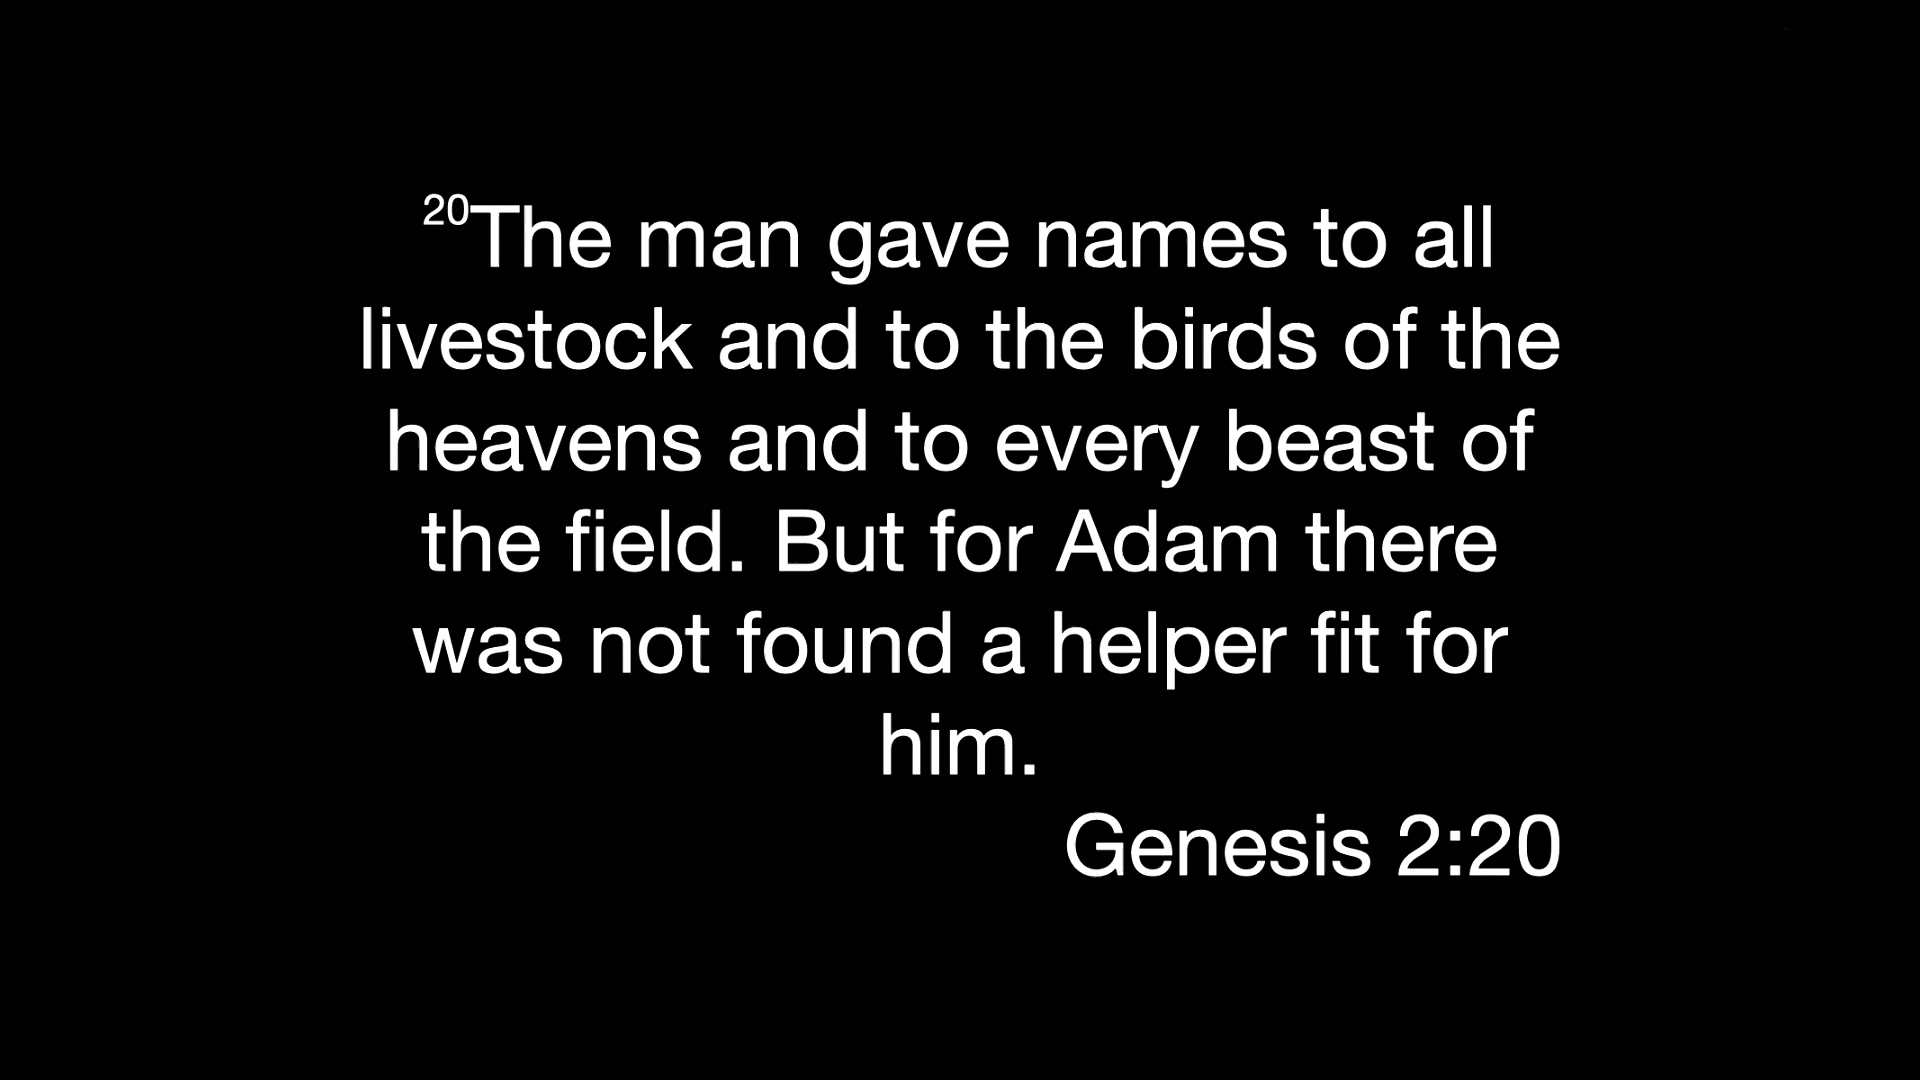 20The man gave names to all
livestock and to the birds of the
heavens and to every beast of
the field. But for Adam there
was not found a helper fit for
him.
Genesis 2:20